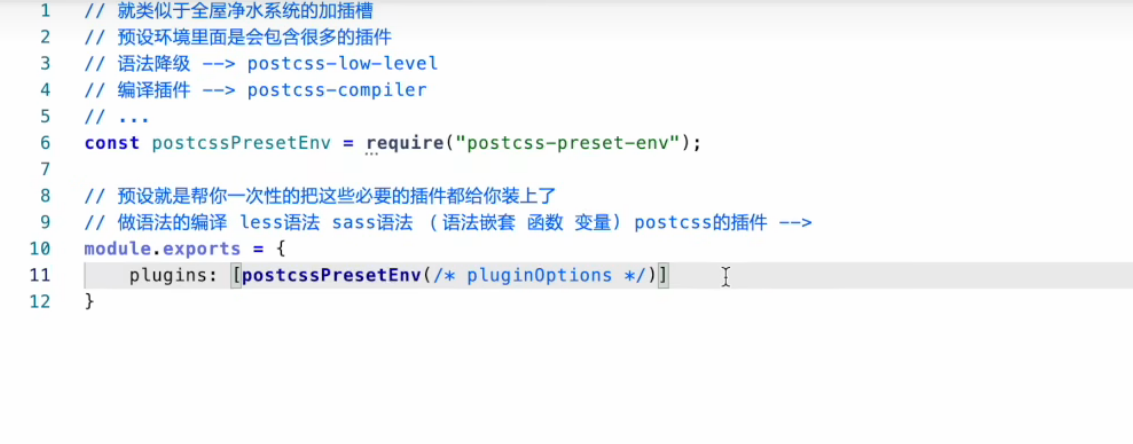 1 // 就类似于全屋净水系统的加插槽
2 // 预设环境里面是会包含很多的插件
3 // 语法降级 --> postcss-low-level
4 // 编译插件 --> postcss-compiler
5 // ...
6 const postcssPresetEnv = require("postcss-preset-env");
7
8 // 预设就是帮你一次性的把这些必要的插件都给你装上了
9 // 做语法的编译 less语法 sass语法 (语法嵌套 函数 变量) postcss的插件 -->
10 module.exports = {
11 plugins: [postcssPresetEnv(/* pluginOptions */)]
12 }